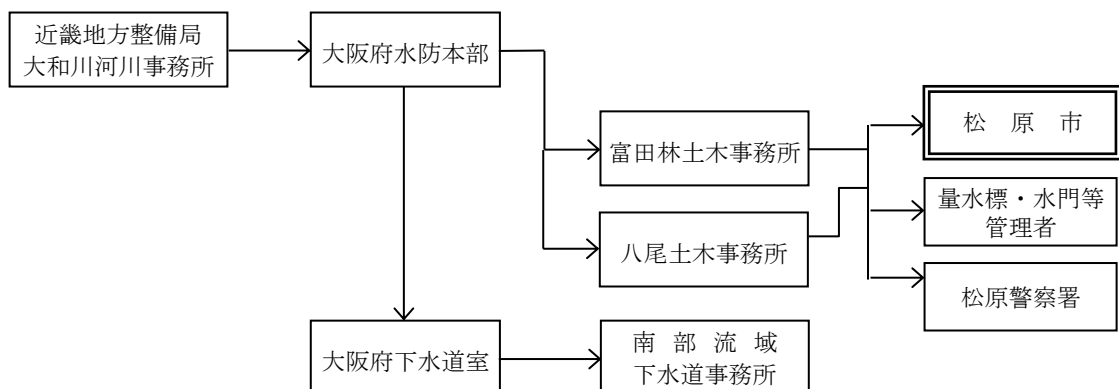 近畿地方整備局
大和川河川事務所
大阪府水防本部
富田林土木事務所
八尾土木事務所
松 原 市
量水標・水門等
管理者
松原警察署
大阪府下水道室
南 部 流 域
下水道事務所